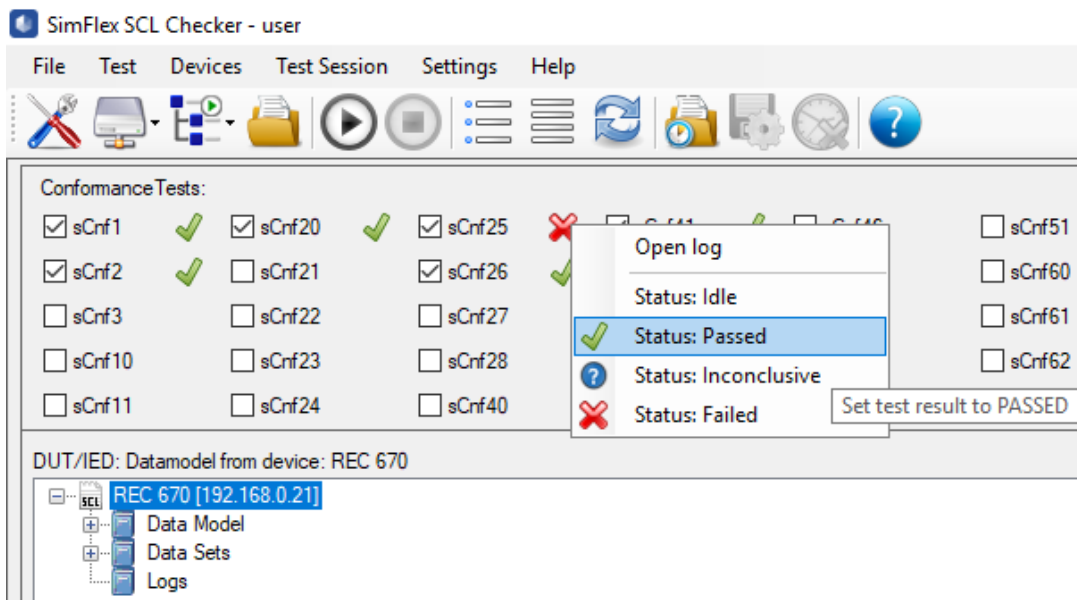 SimFlex SCL Checker - user
File Test Devices Test Session Settings Help
ConformanceTests:
sCnf1 sCnf20 sCnf25 sCnf51
sCnf2 sCnf21 sCnf26 sCnf60
sCnf3 sCnf22 sCnf27 sCnf61
sCnf10 sCnf23 sCnf28 sCnf62
sCnf11 sCnf24 sCnf40
Open log
Status: Idle
Status: Passed
Status: Inconclusive
Status: Failed
Set test result to PASSED
DUT/IED: Datamodel from device: REC 670
SCL REC 670 [192.168.0.21]
Data Model
Data Sets
Logs